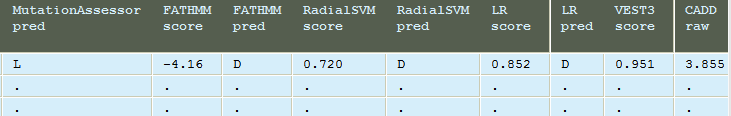 MutationAssessor FATHMM FATHMM RadialSVM RadialSVM LR LR VEST3 CADD
pred score pred score pred score pred score raw
L -4.16 D 0.720 D 0.852 D 0.951 3.855
. . . . . . . . .
. . . . . . . . .